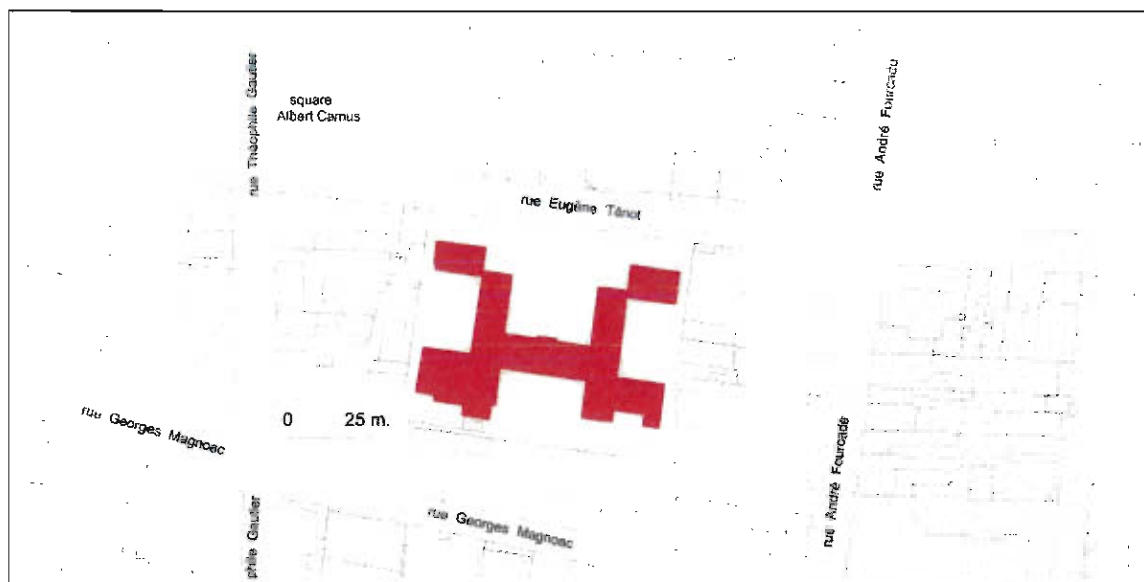 rue Théophile Gautier
square
Albert Camus
rue André Fourcade
rue Eugène Ténot
0 25 m.
rue Georges Magnoac
rue André Fourcade
rue Georges Magnoac
phile Gautier